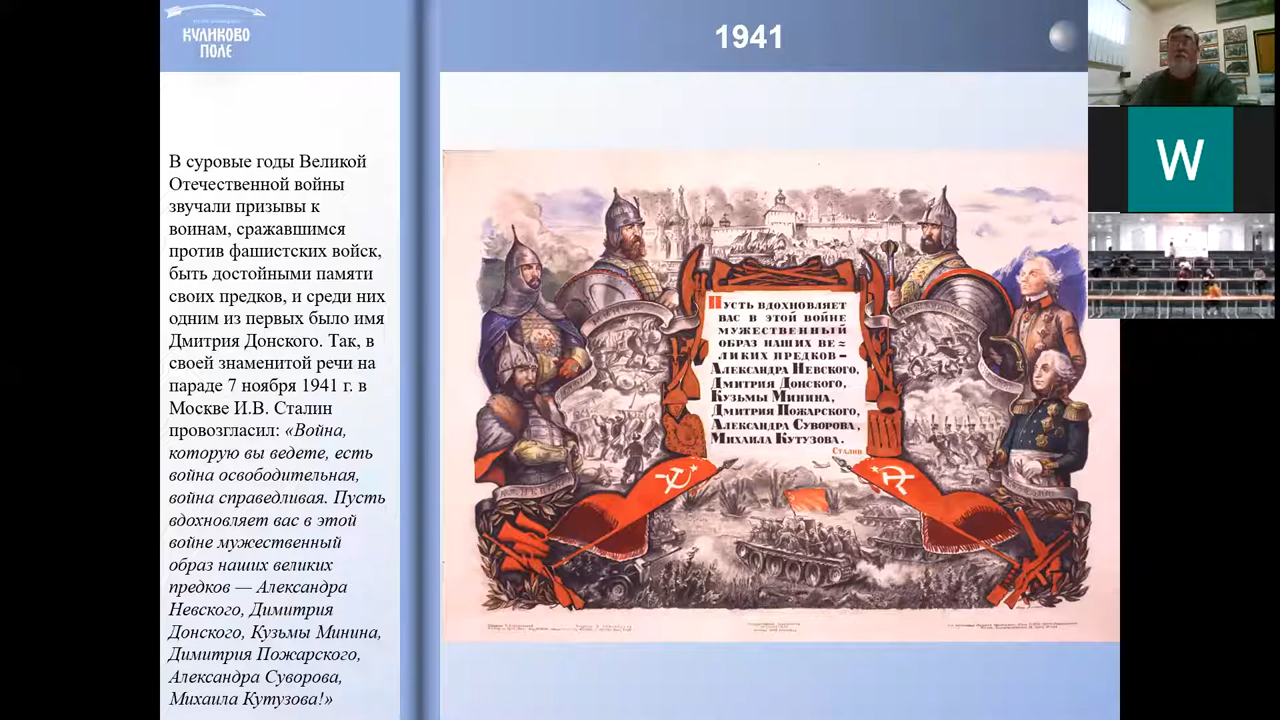 КУЛИКОВО
ПОЛЕ
1941
В суровые годы Великой
Отечественной войны
звучали призывы к
воинам, сражавшимся
против фашистских войск,
быть достойными памяти
своих предков, и среди них
одним из первых было имя
Дмитрия Донского. Так, в
своей знаменитой речи на
параде 7 ноября 1941 г. в
Москве И.В. Сталин
провозгласил: «Война,
которую вы ведете, есть
война освободительная,
война справедливая. Пусть
вдохновляет вас в этой
войне мужественный
образ наших великих
предков — Александра
Невского, Димитрия
Донского, Кузьмы Минина,
Димитрия Пожарского,
Александра Суворова,
Михаила Кутузова!»
Пусть вдохновляет
вас в этой войне
мужественный
образ наших ве=
ликих предков—
Александра Невского,
Дмитрия Донского,
Кузьмы Минина,
Дмитрия Пожарского,
Александра Суворова,
Михаила Кутузова.
Сталин
W